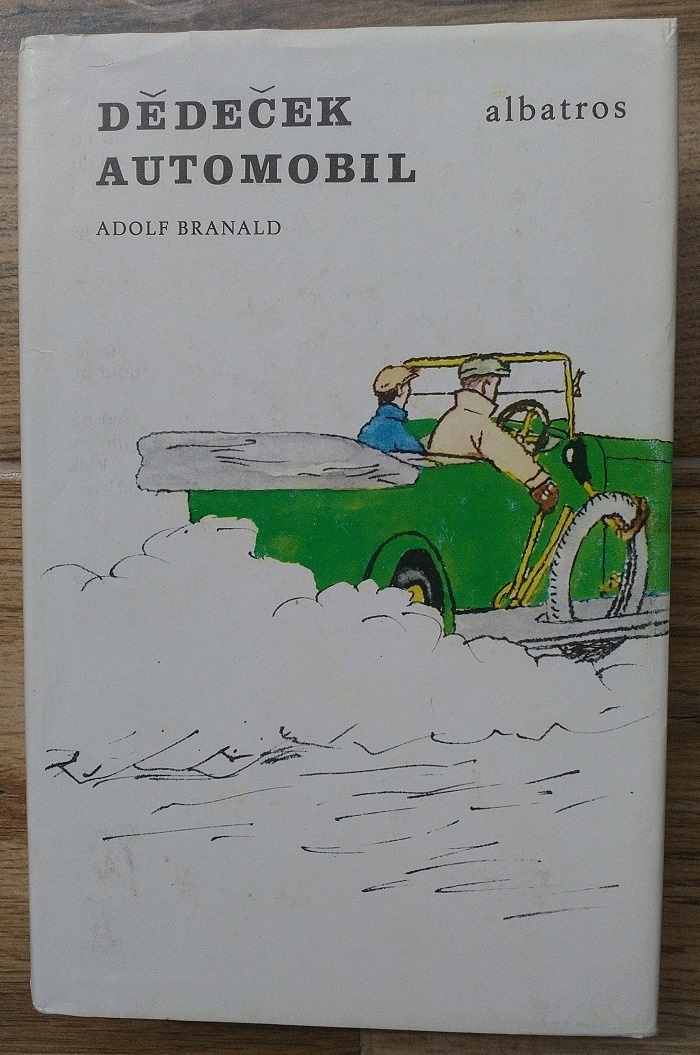 DĚDEČEK
AUTOMOBIL
albatros
ADOLF BRANALD